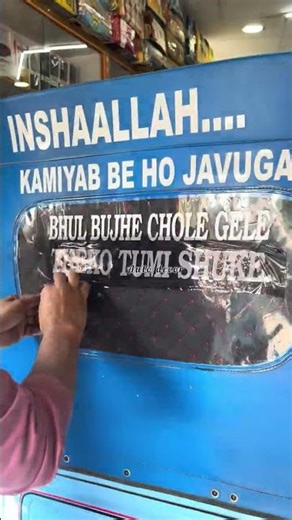 INSHAALLAH....
KAMIYAB BE HO JAVUGA
BHUL BUJHE CHOLE GELE
TUMI SHUKE